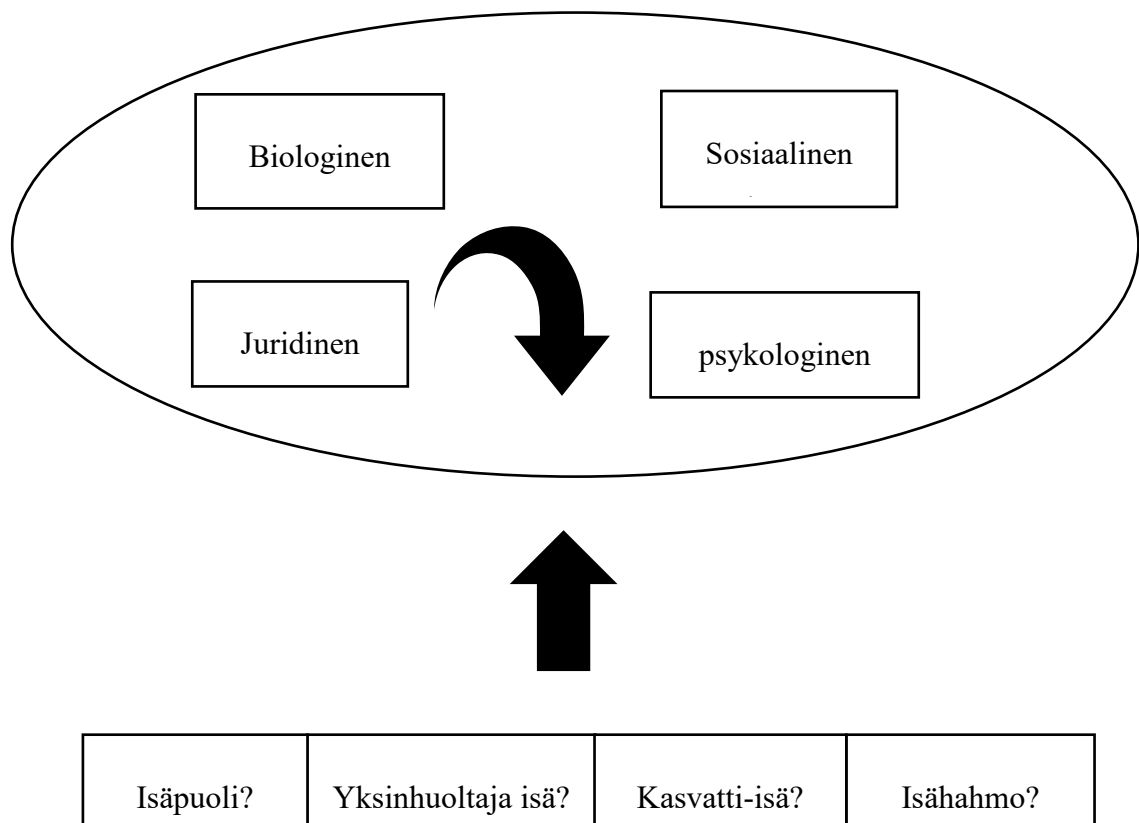 Biologinen
Sosiaalinen
Juridinen
psykologinen
Isäpuoli?
Yksinhuoltaja isä?
Kasvatti-isä?
Isähahmo?